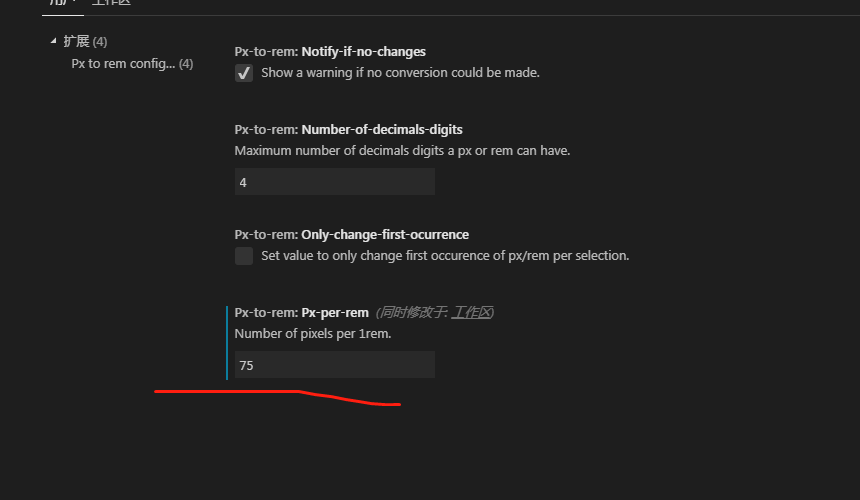 用户 工作区
扩展 (4)
Px to rem config... (4)
Px-to-rem: Notify-if-no-changes
Show a warning if no conversion could be made.
Px-to-rem: Number-of-decimals-digits
Maximum number of decimals digits a px or rem can have.
4
Px-to-rem: Only-change-first-ocurrence
Set value to only change first occurence of px/rem per selection.
Px-to-rem: Px-per-rem (同时修改于: 工作区)
Number of pixels per 1rem.
75